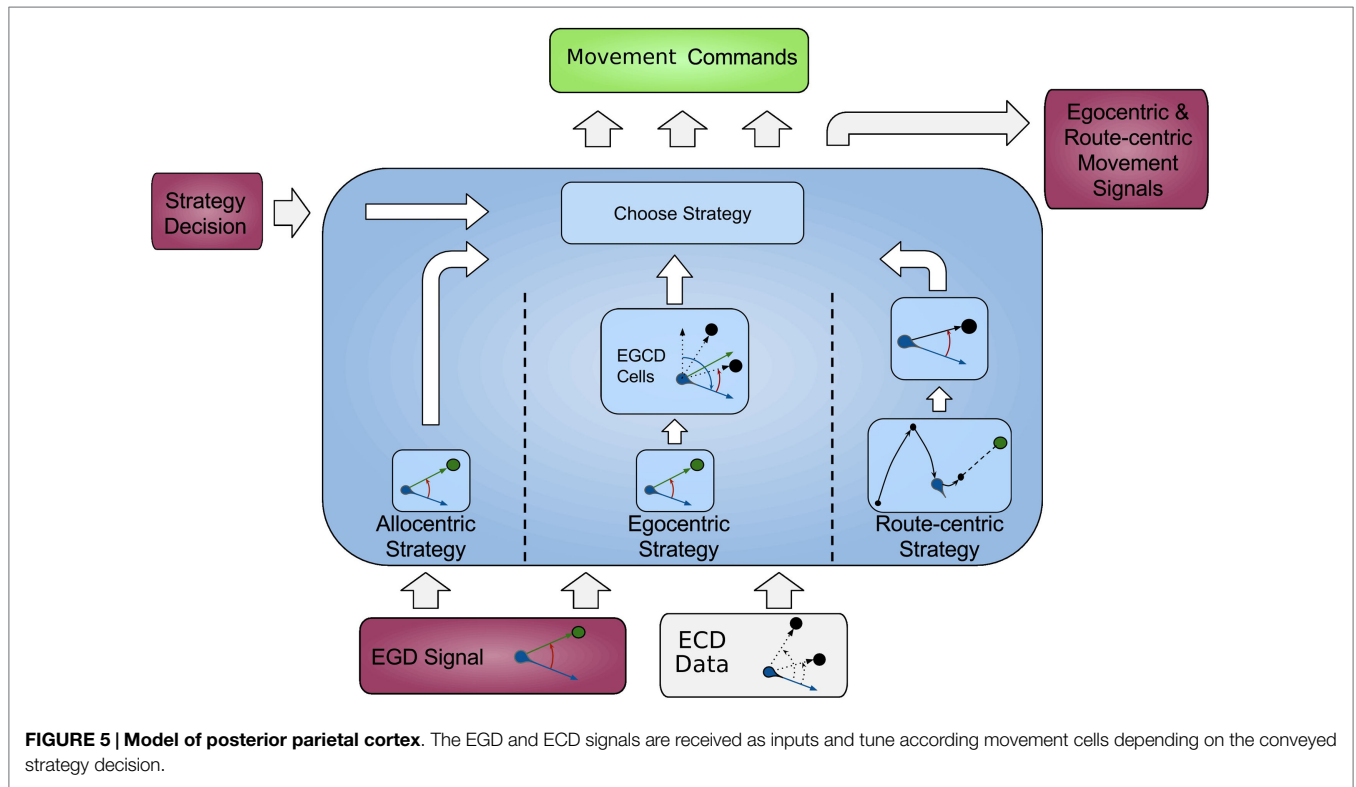 Movement Commands
Egocentric &
Route-centric
Movement
Signals
Strategy
Decision
Choose Strategy
EGCD
Cells
Allocentric
Strategy
Egocentric
Strategy
Route-centric
Strategy
EGD Signal
ECD
Data
FIGURE 5 | Model of posterior parietal cortex. The EGD and ECD signals are received as inputs and tune according movement cells depending on the conveyed
strategy decision.